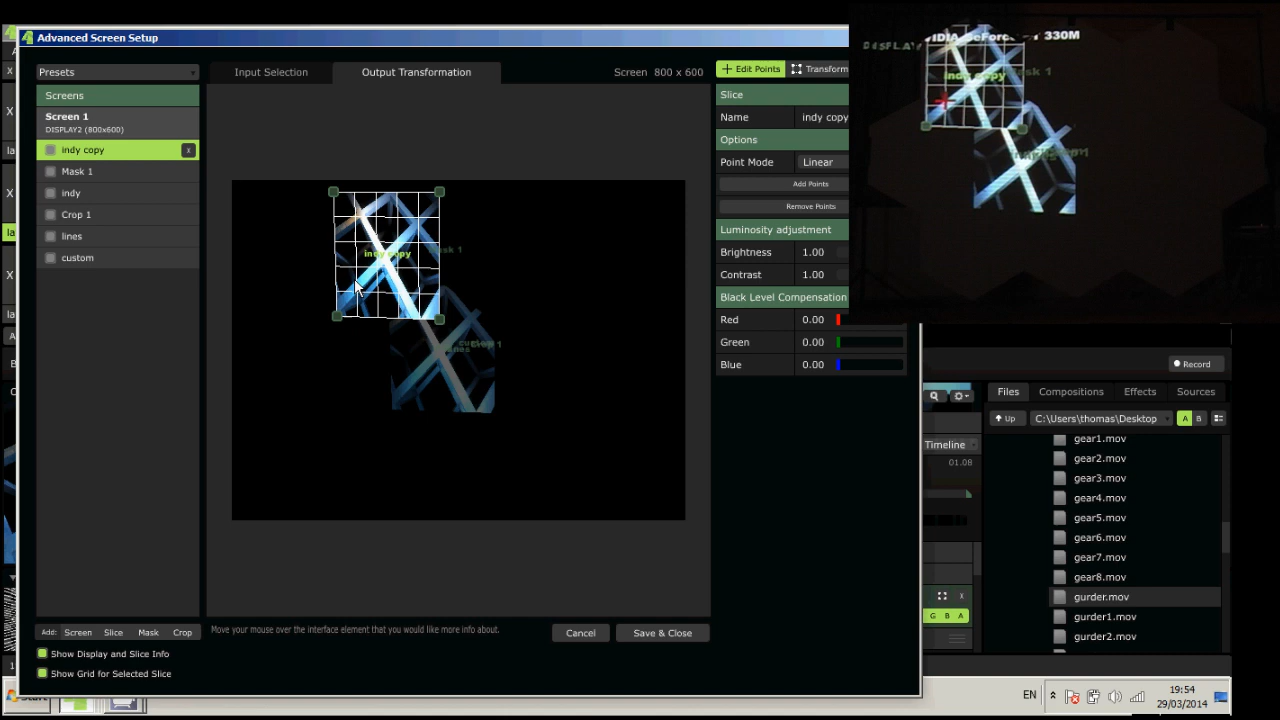 Advanced Screen Setup
Presets
Input Selection
Output Transformation
Screen 800 x 600
Edit Points
Transform
Screens
Screen 1
DISPLAY2 (800x600)
indy copy
x
Mask 1
indy
Crop 1
lines
custom
indy copy
Slice
Name
indy copy
Options
Point Mode
Linear
Add Points
Remove Points
Luminosity adjustment
Brightness
1.00
Contrast
1.00
Black Level Compensation
Red
0.00
Green
0.00
Blue
0.00
330M
indy copy
Record
Files
Compositions
Effects
Sources
Up
C:\Users\thomas\Desktop
A
B
Timeline
01.08
gear1.mov
gear2.mov
gear3.mov
gear4.mov
gear5.mov
gear6.mov
gear7.mov
gear8.mov
gurder.mov
gurder1.mov
gurder2.mov
x
G B A
Add:
Screen
Slice
Mask
Crop
Move your mouse over the interface element that you would like more info about.
Cancel
Save & Close
Show Display and Slice Info
Show Grid for Selected Slice
EN
19:54
29/03/2014